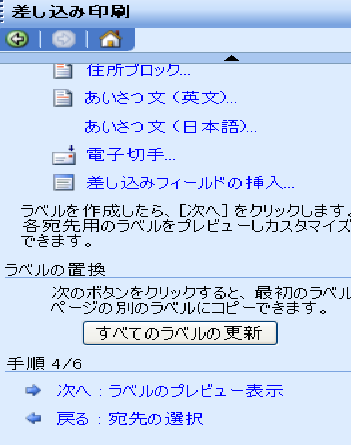 差し込み印刷
住所ブロック...
あいさつ文（英文）...
あいさつ文（日本語）...
電子切手...
差し込みフィールドの挿入...
ラベルを作成したら、[次へ] をクリックします。
各宛先用のラベルをプレビューしカスタマイズ
できます。
ラベルの置換
次のボタンをクリックすると、最初のラベル
ページの別のラベルにコピーできます。
すべてのラベルの更新
手順 4/6
次へ : ラベルのプレビュー表示
戻る : 宛先の選択